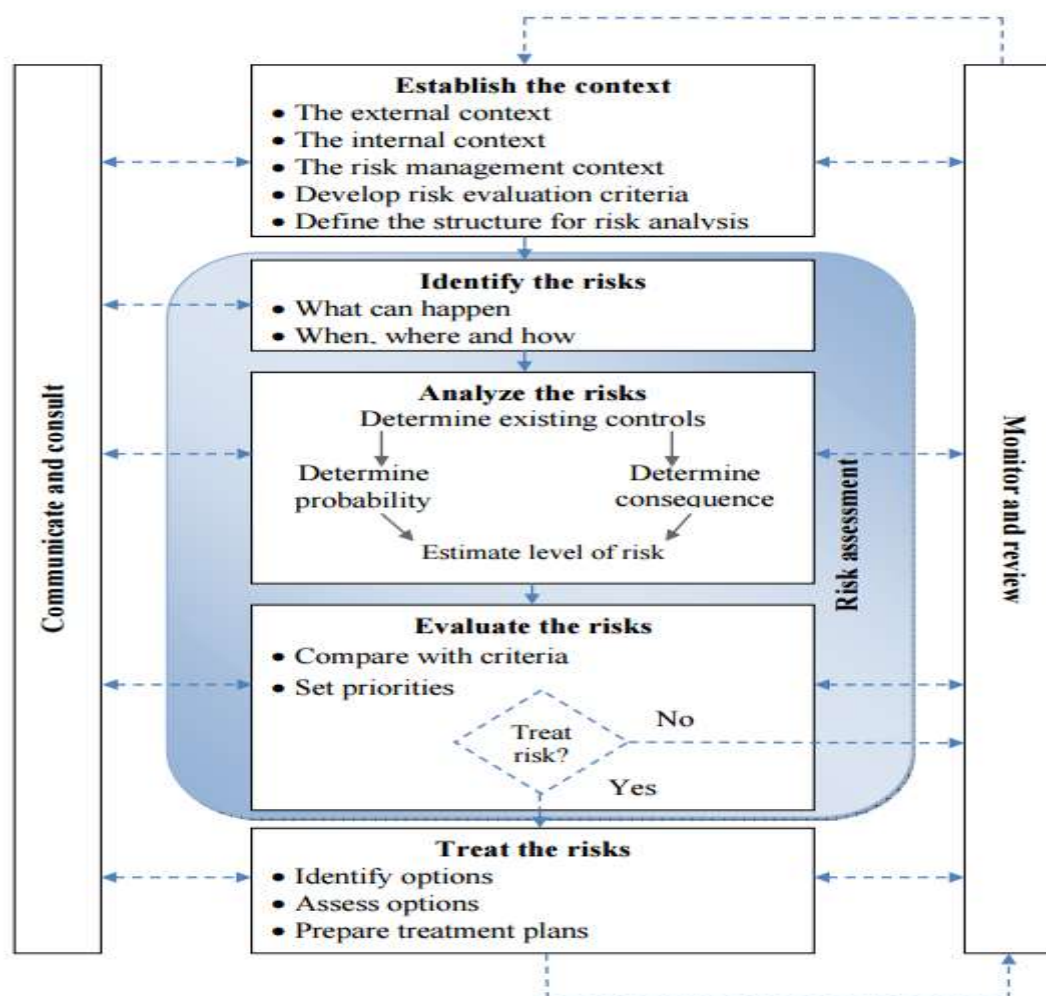 Establish the context
• The external context
• The internal context
• The risk management context
• Develop risk evaluation criteria
• Define the structure for risk analysis
Identify the risks
• What can happen
• When, where and how
Analyze the risks
Determine existing controls
Determine
probability
Determine
consequence
Estimate level of risk
Evaluate the risks
• Compare with criteria
• Set priorities
Treat
risk?
No
Yes
Treat the risks
• Identify options
• Assess options
• Prepare treatment plans
Communicate and consult
Risk assessment
Monitor and review